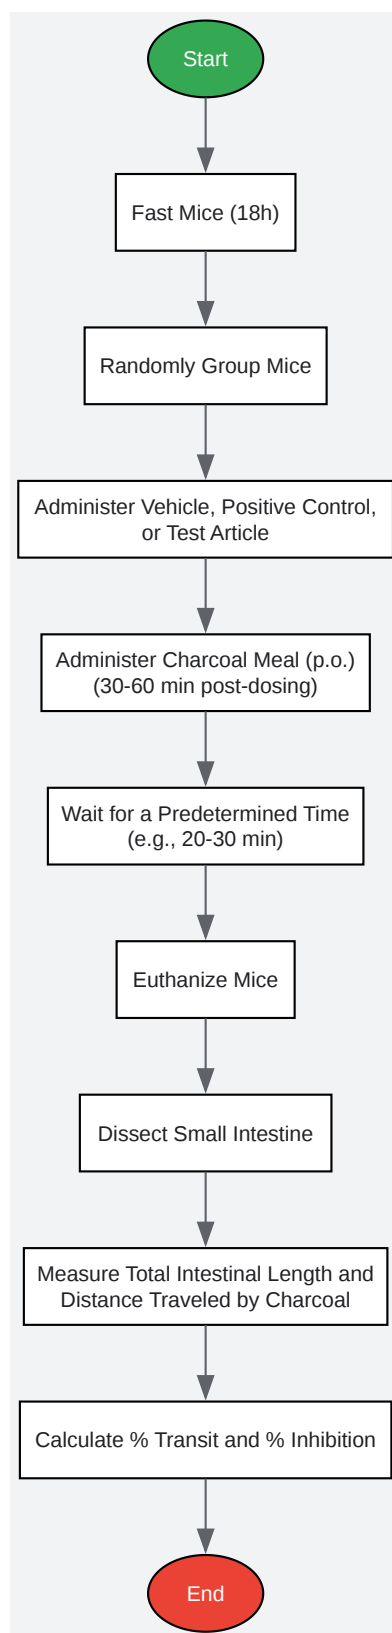 Start
Fast Mice (18h)
Randomly Group Mice
Administer Vehicle, Positive Control,
or Test Article
Administer Charcoal Meal (p.o.)
(30-60 min post-dosing)
Wait for a Predetermined Time
(e.g., 20-30 min)
Euthanize Mice
Dissect Small Intestine
Measure Total Intestinal Length and
Distance Traveled by Charcoal
Calculate % Transit and % Inhibition
End